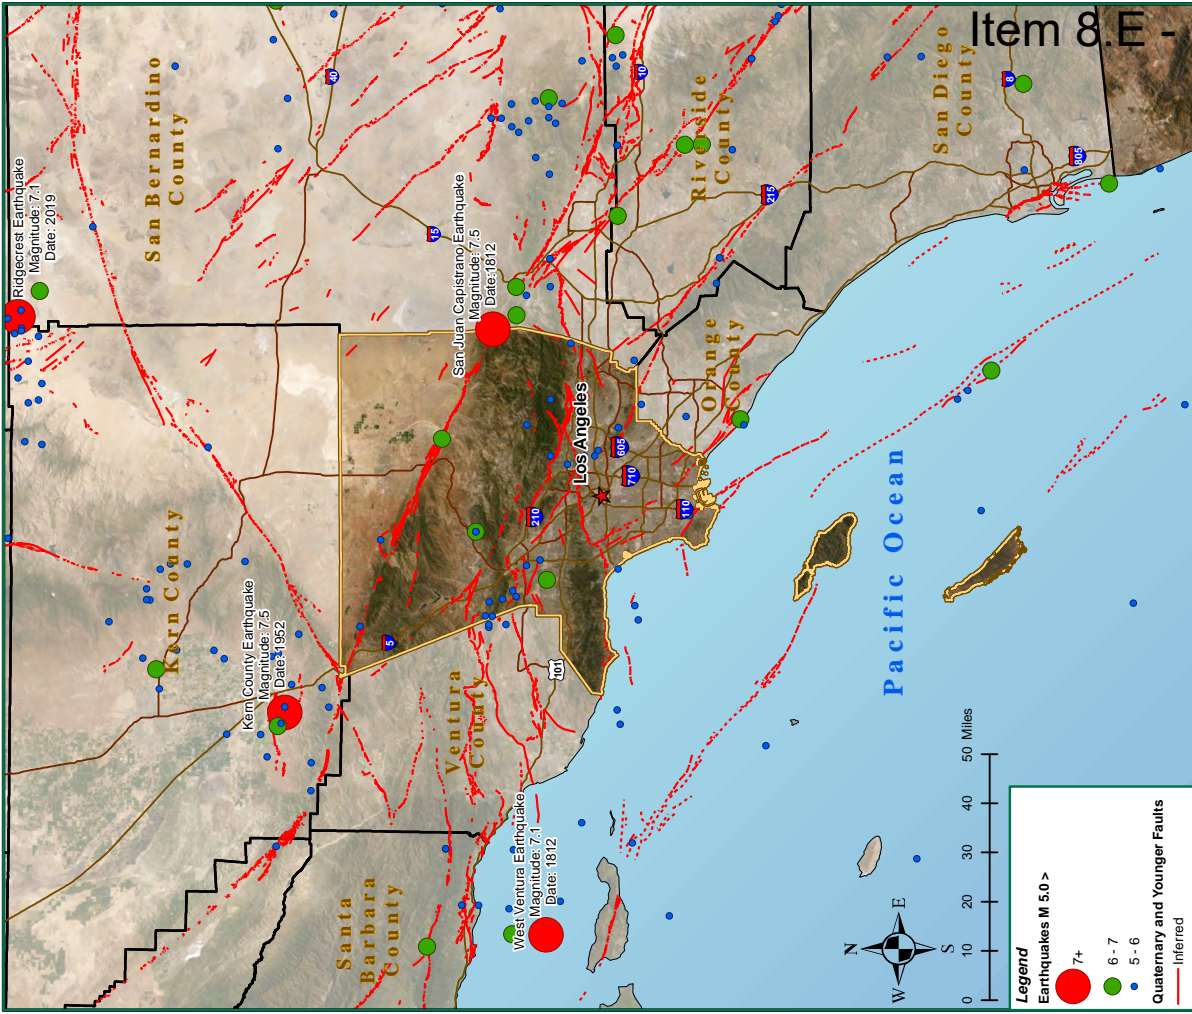 Item 8.E -
San Bernardino
County
Ridgecrest Earthquake
Magnitude: 7.1
Date: 2019
40
15
10
Riverside
County
215
San Diego
County
8
805
San Juan Capistrano Earthquake
Magnitude: 7.5
Date:1812
Orange
County
Los Angeles
605
710
110
210
5
101
Kern County
Kern County Earthquake
Magnitude: 7.5
Date: 1952
Ventura
County
Santa
Barbara
County
West Ventura Earthquake
Magnitude: 7.1
Date: 1812
Pacific Ocean
N
W E
S
0 10 20 30 40 50 Miles
Legend
Earthquakes M 5.0 >
7+
6 - 7
5 - 6
Quaternary and Younger Faults
Inferred